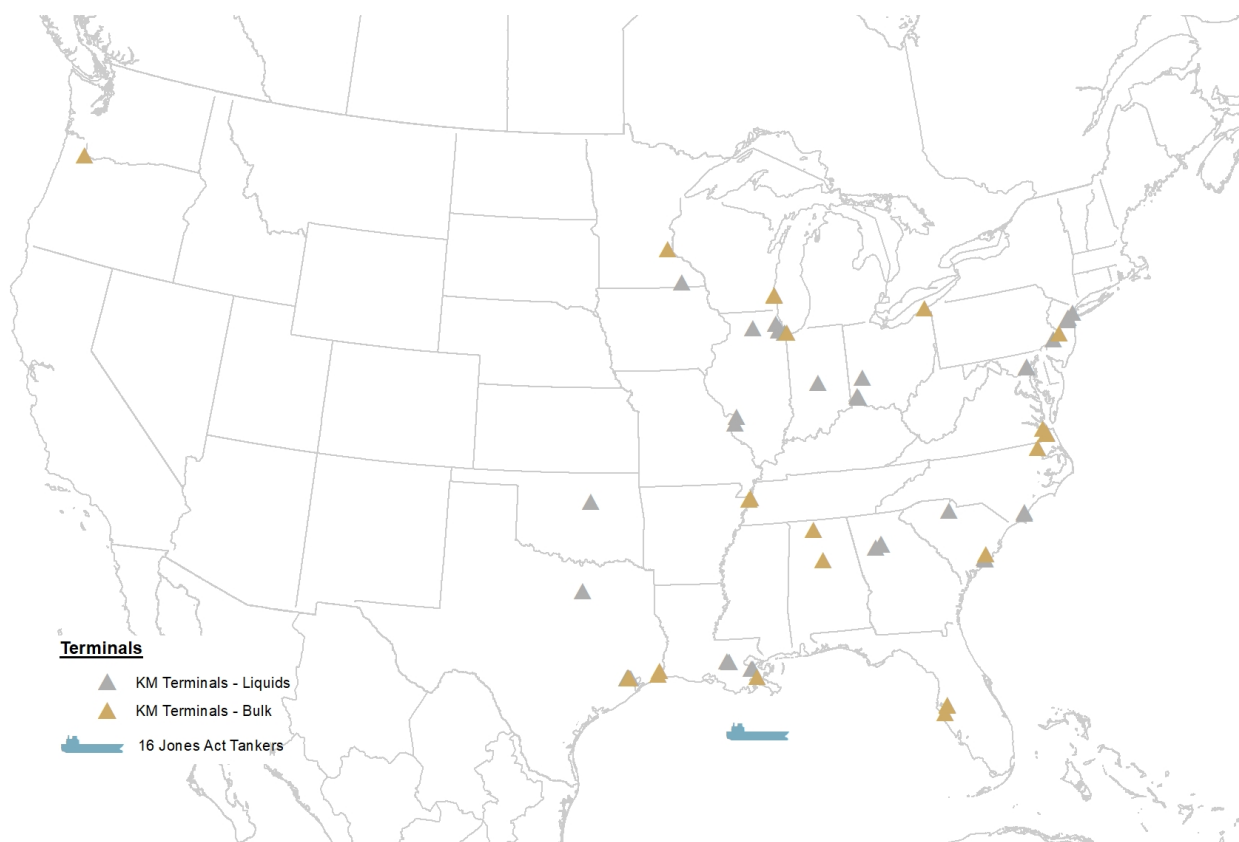 Terminals
KM Terminals - Liquids
KM Terminals - Bulk
16 Jones Act Tankers